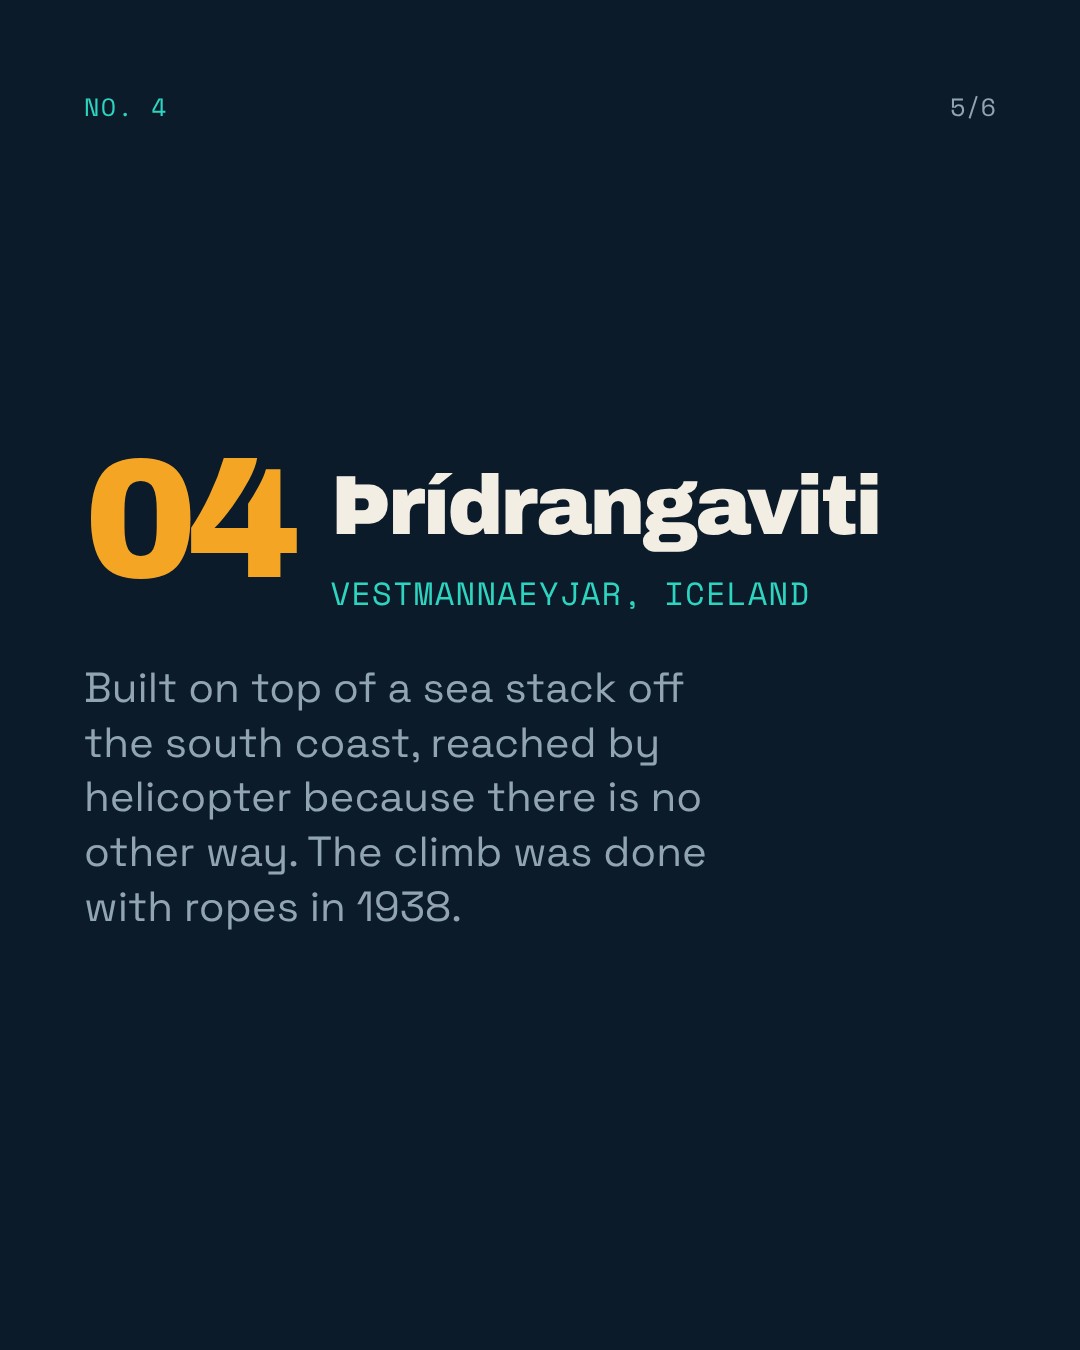 NO. 4
5/6
04
Þrídrangaviti
VESTMANNAEYJAR, ICELAND
Built on top of a sea stack off
the south coast, reached by
helicopter because there is no
other way. The climb was done
with ropes in 1938.